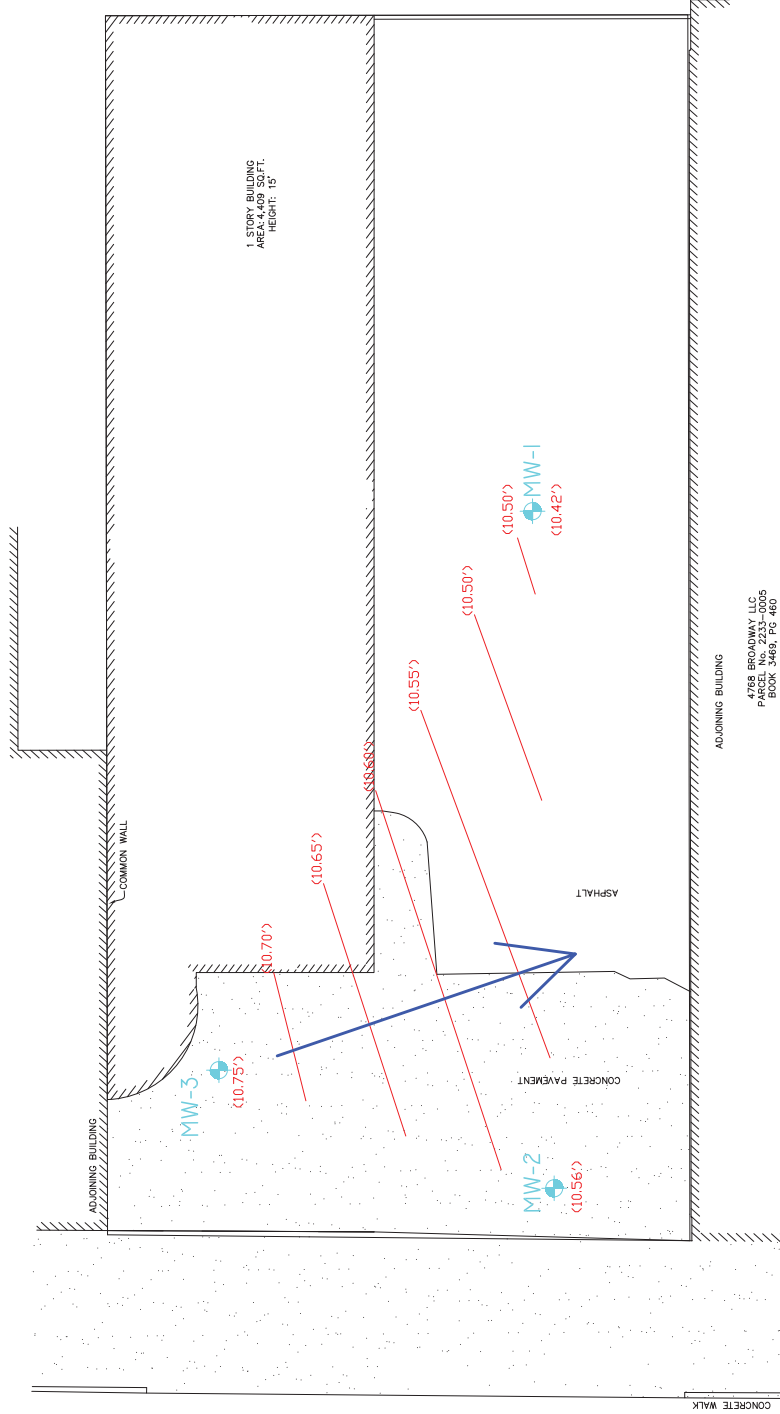 1 STORY BUILDING
AREA: 4,409 SQ.FT.
HEIGHT: 15'
COMMON WALL
ADJOINING BUILDING
MW-3
(10.75')
(10.70')
(10.65')
(10.60')
(10.55')
(10.50')
(10.50')
MW-1
(10.42')
MW-2
(10.56')
ASPHALT
CONCRETE PAVEMENT
ADJOINING BUILDING
4768 BROADWAY LLC
PARCEL No. 2233-0005
BOOK 3469, PG 460
CONCRETE WALK